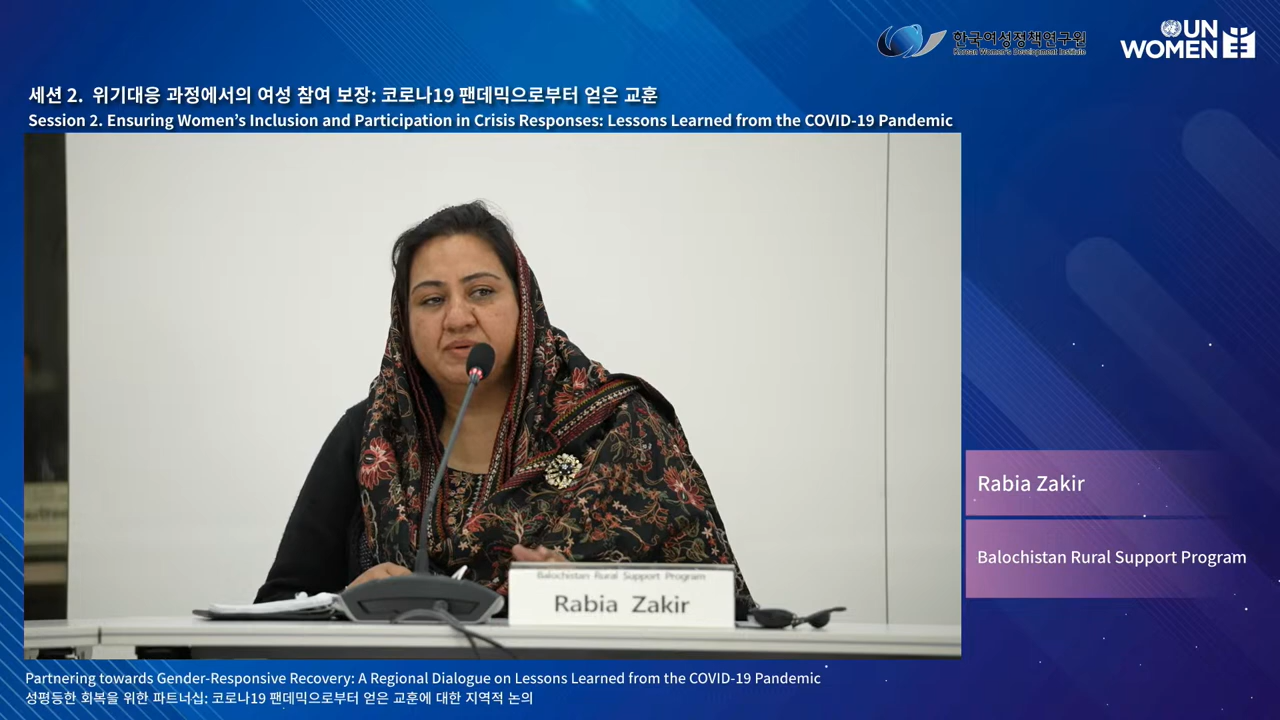 한국여성정책연구원
Korean Women's Development Institute
UN
WOMEN
세션 2. 위기대응 과정에서의 여성 참여 보장: 코로나19 팬데믹으로부터 얻은 교훈
Session 2. Ensuring Women's Inclusion and Participation in Crisis Responses: Lessons Learned from the COVID-19 Pandemic
Rabia Zakir
Balochistan Rural Support Program
Balochistan Rural Support Program
Rabia Zakir
Partnering towards Gender-Responsive Recovery: A Regional Dialogue on Lessons Learned from the COVID-19 Pandemic
성평등한 회복을 위한 파트너십: 코로나19 팬데믹으로부터 얻은 교훈에 대한 지역적 논의